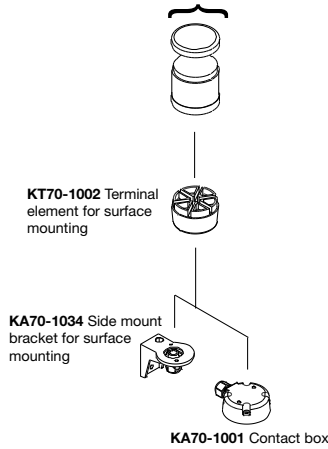 KT70-1002 Terminal
element for surface
mounting
KA70-1034 Side mount
bracket for surface
mounting
KA70-1001 Contact box